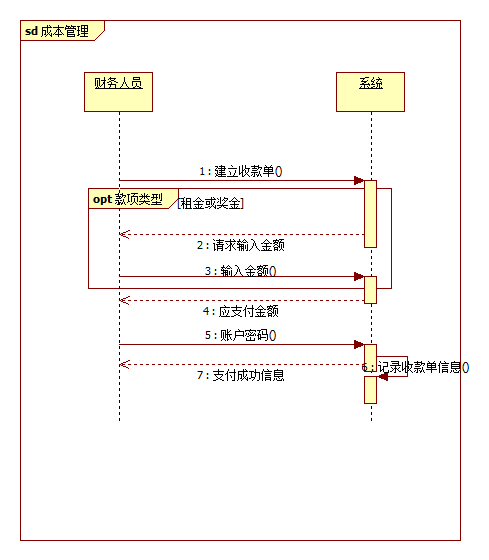 sd 成本管理
财务人员
系统
1 : 建立收款单()
opt 款项类型
[租金或奖金]
2 : 请求输入金额
3 : 输入金额()
4 : 应支付金额
5 : 账户密码()
6 : 记录收款单信息()
7 : 支付成功信息